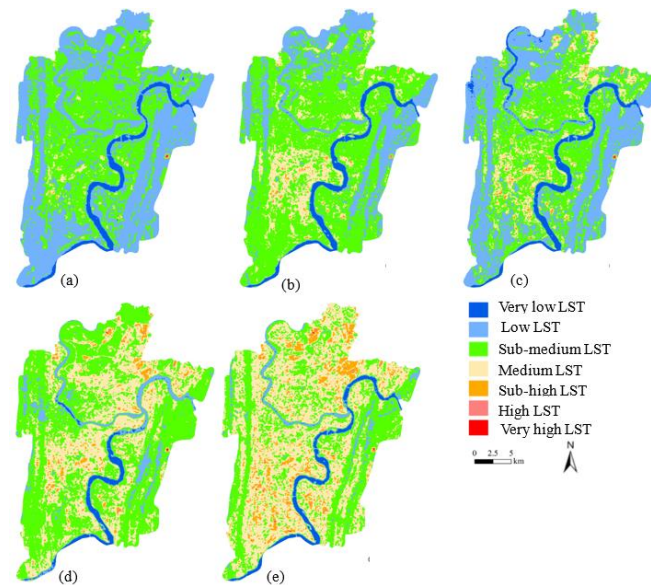 (a)
(b)
(c)
Very low LST
Low LST
Sub-medium LST
Medium LST
Sub-high LST
High LST
Very high LST
N
0 2.5 5
km
(d)
(e)